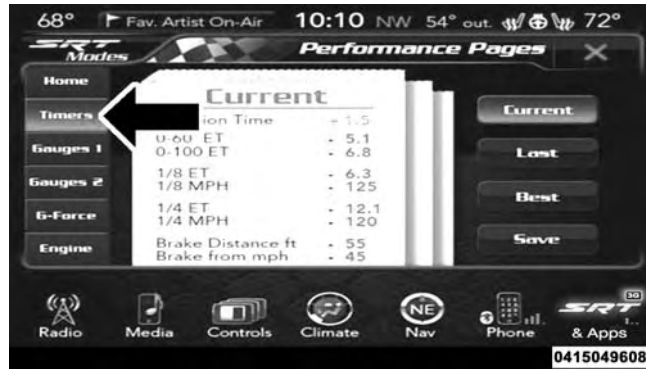 68° Fav. Artist On-Air 10:10 NW 54° out. 72°
SRT Modes Performance Pages X
Home
Timers
Gauges 1
Gauges 2
G-Force
Engine
Current
ion Time - 1.5
0-60 ET - 5.1
0-100 ET - 6.8
1/8 ET - 6.3
1/8 MPH - 125
1/4 ET - 12.1
1/4 MPH - 120
Brake Distance ft - 55
Brake from mph - 45
Current
Last
Best
Save
Radio
Media
Controls
NE
Climate
Nav
Phone
3G
SRT
& Apps
0415049608